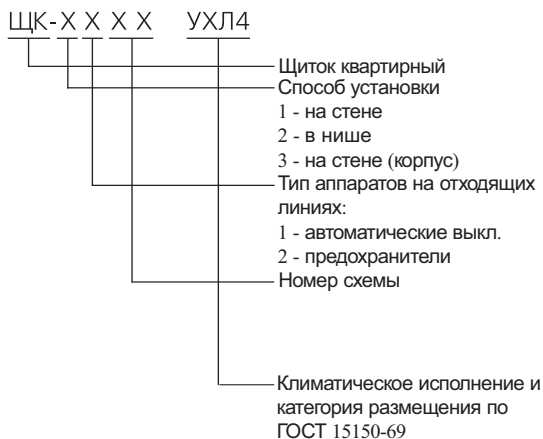 ЩК-Х Х Х Х УХЛ4
Щиток квартирный
Способ установки
1 - на стене
2 - в нише
3 - на стене (корпус)
Тип аппаратов на отходящих
линиях:
1 - автоматические выкл.
2 - предохранители
Номер схемы
Климатическое исполнение и
категория размещения по
ГОСТ 15150-69